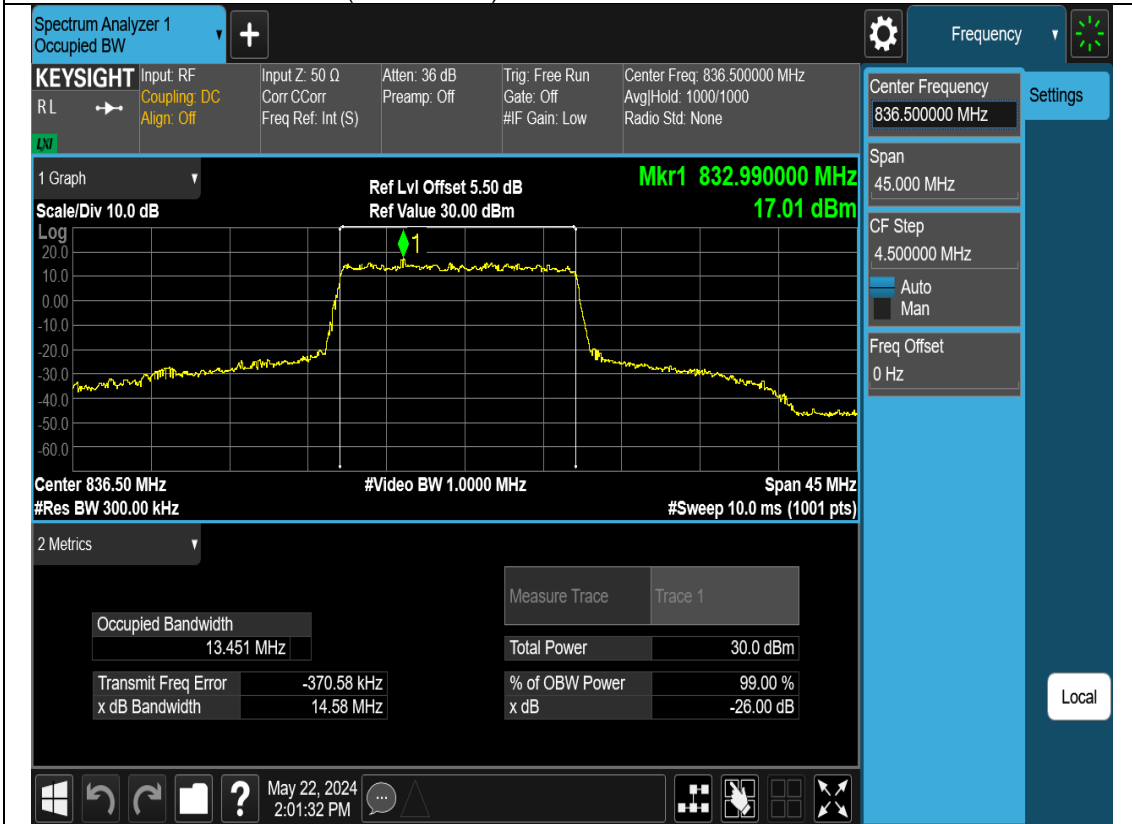 Spectrum Analyzer 1
Occupied BW
Frequency
KEYSIGHT
RL
LXI
Input: RF
Coupling: DC
Align: Off
Input Z: 50 Ω
Corr CCorr
Freq Ref: Int (S)
Atten: 36 dB
Preamp: Off
Trig: Free Run
Gate: Off
#IF Gain: Low
Center Freq: 836.500000 MHz
Avg|Hold: 1000/1000
Radio Std: None
Center Frequency
836.500000 MHz
Settings
Span
45.000 MHz
CF Step
4.500000 MHz
Auto
Man
Freq Offset
0 Hz
Local
1 Graph
Scale/Div 10.0 dB
Ref Lvl Offset 5.50 dB
Ref Value 30.00 dBm
Mkr1 832.990000 MHz
17.01 dBm
Log
20.0
10.0
0.00
-10.0
-20.0
-30.0
-40.0
-50.0
-60.0
1
Center 836.50 MHz
#Video BW 1.0000 MHz
Span 45 MHz
#Res BW 300.00 kHz
#Sweep 10.0 ms (1001 pts)
2 Metrics
Measure Trace
Trace 1
Occupied Bandwidth
13.451 MHz
Total Power
30.0 dBm
Transmit Freq Error
-370.58 kHz
% of OBW Power
99.00 %
x dB Bandwidth
14.58 MHz
x dB
-26.00 dB
?
May 22, 2024
2:01:32 PM